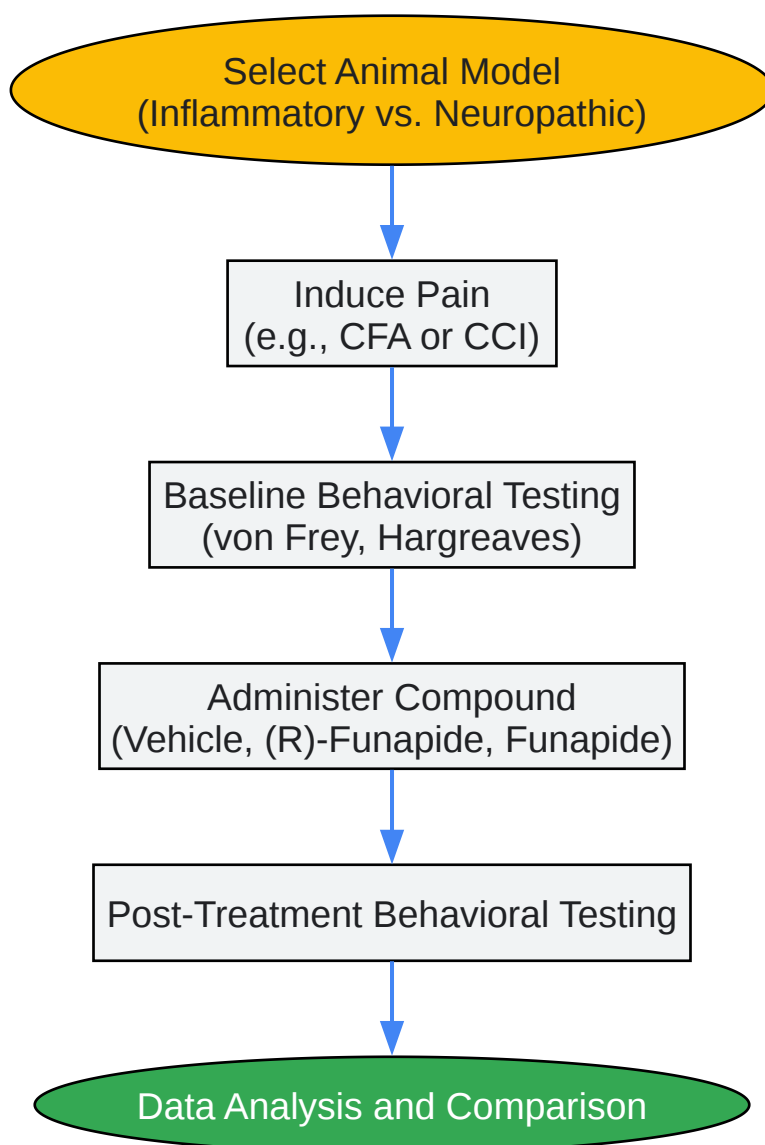 Select Animal Model
(Inflammatory vs. Neuropathic)
Induce Pain
(e.g., CFA or CCI)
Baseline Behavioral Testing
(von Frey, Hargreaves)
Administer Compound
(Vehicle, (R)-Funapide, Funapide)
Post-Treatment Behavioral Testing
Data Analysis and Comparison